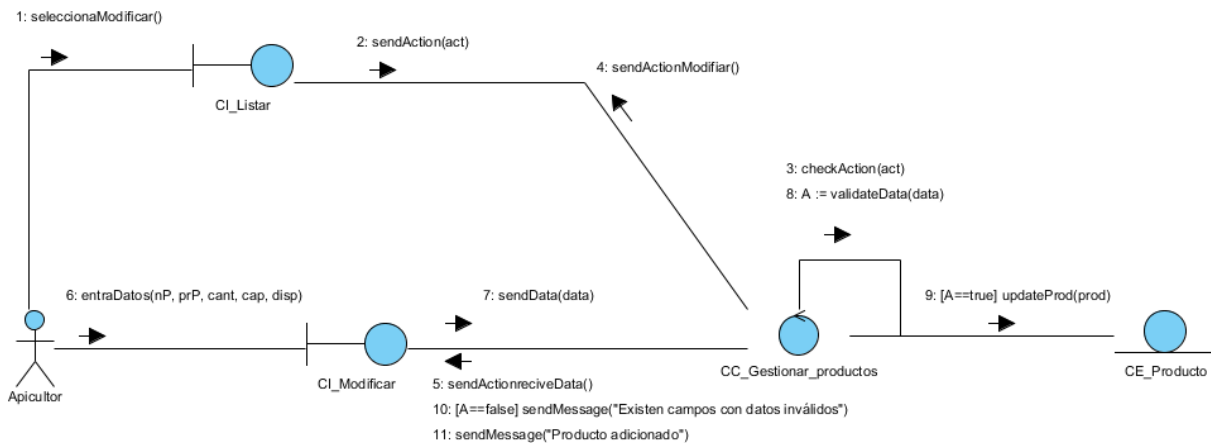 1: seleccionaModificar()
2: sendAction(act)
4: sendActionModifiar()
CI_Listar
3: checkAction(act)
8: A := validateData(data)
6: entraDatos(nP, prP, cant, cap, disp)
7: sendData(data)
9: [A==true] updateProd(prod)
Apicultor
CI_Modificar
CC_Gestionar_productos
CE_Producto
5: sendActionreciveData()
10: [A==false] sendMessage("Existen campos con datos inválidos")
11: sendMessage("Producto adicionado")